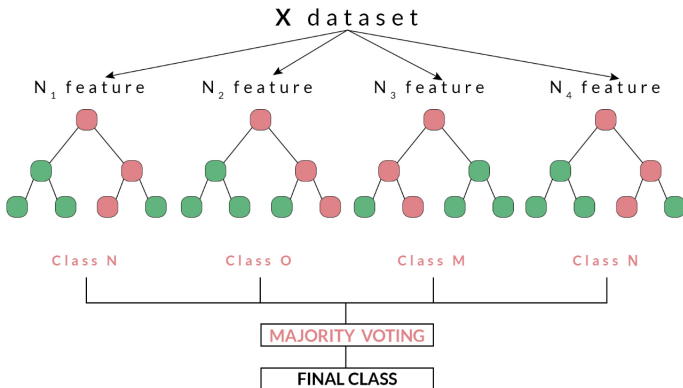 X dataset
N₁ feature
N₂ feature
N₃ feature
N₄ feature
Class N
Class O
Class M
Class N
MAJORITY VOTING
FINAL CLASS